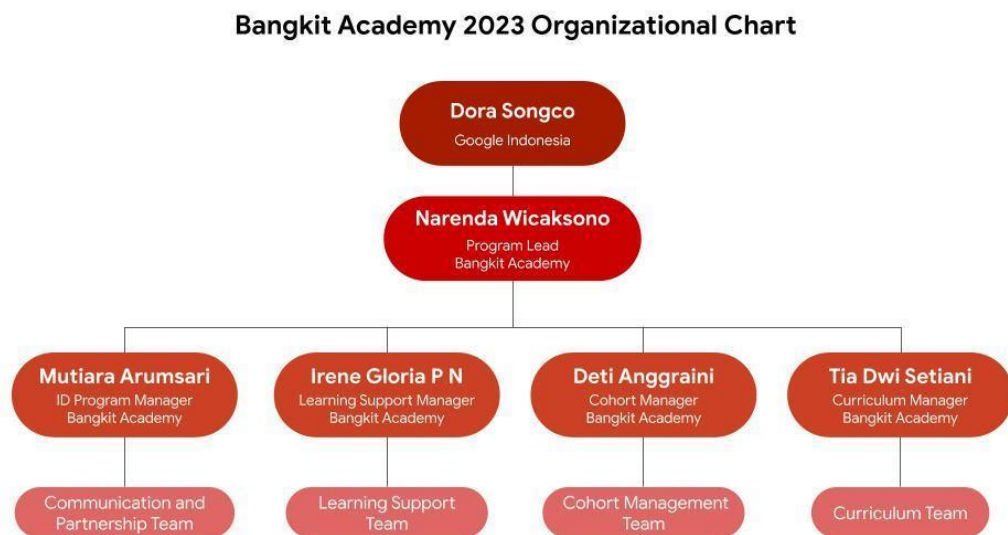 Bangkit Academy 2023 Organizational Chart
Dora Songco
Google Indonesia
Narenda Wicaksono
Program Lead
Bangkit Academy
Mutiara Arumsari
ID Program Manager
Bangkit Academy
Irene Gloria P N
Learning Support Manager
Bangkit Academy
Deti Anggraini
Cohort Manager
Bangkit Academy
Tia Dwi Setiani
Curriculum Manager
Bangkit Academy
Communication and
Partnership Team
Learning Support
Team
Cohort Management
Team
Curriculum Team